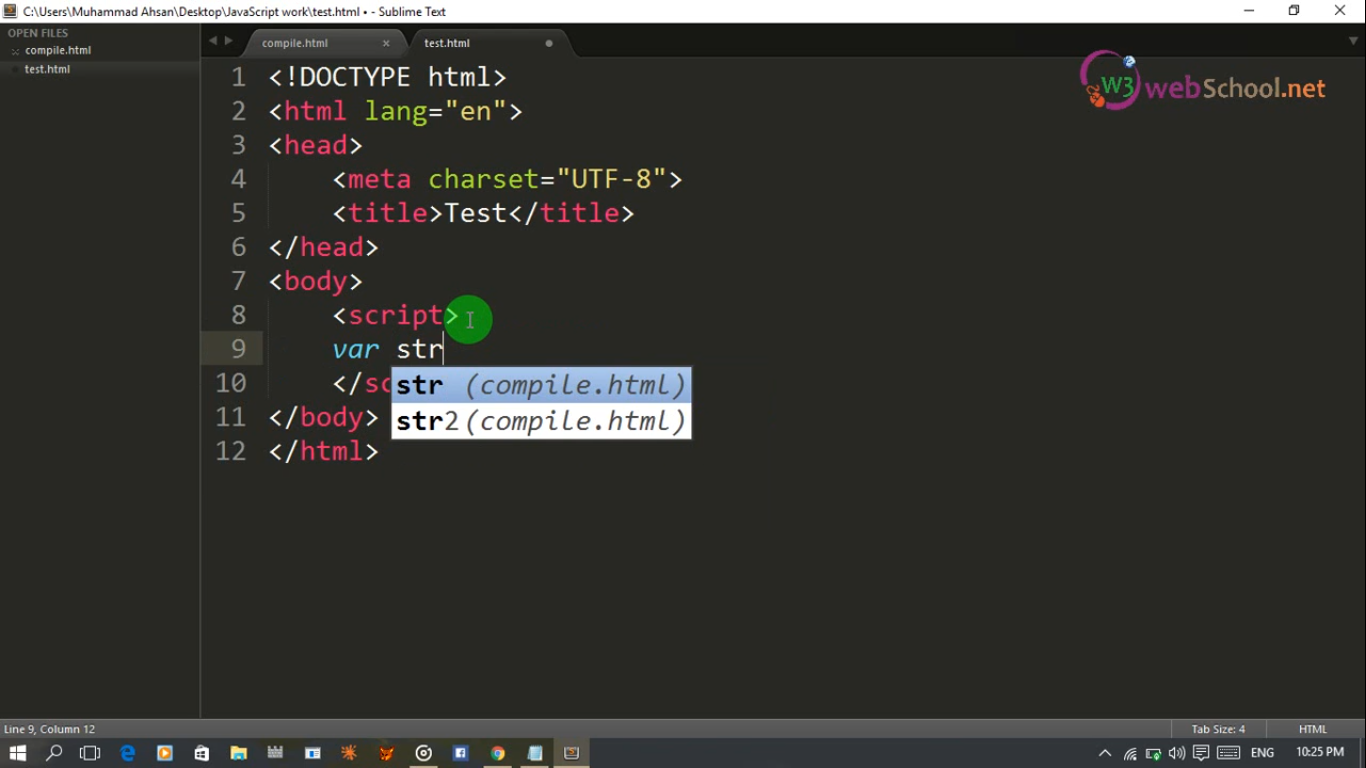 C:\Users\Muhammad Ahsan\Desktop\JavaScript work\test.html • - Sublime Text
OPEN FILES
compile.html
test.html
compile.html
test.html
W3 webSchool.net
1 <!DOCTYPE html>
2 <html lang="en">
3 <head>
4 <meta charset="UTF-8">
5 <title>Test</title>
6 </head>
7 <body>
8 <script>
9 var str
10 </sc
str (compile.html)
str2(compile.html)
11 </body>
12 </html>
Line 9, Column 12
Tab Size: 4
HTML
ENG
10:25 PM